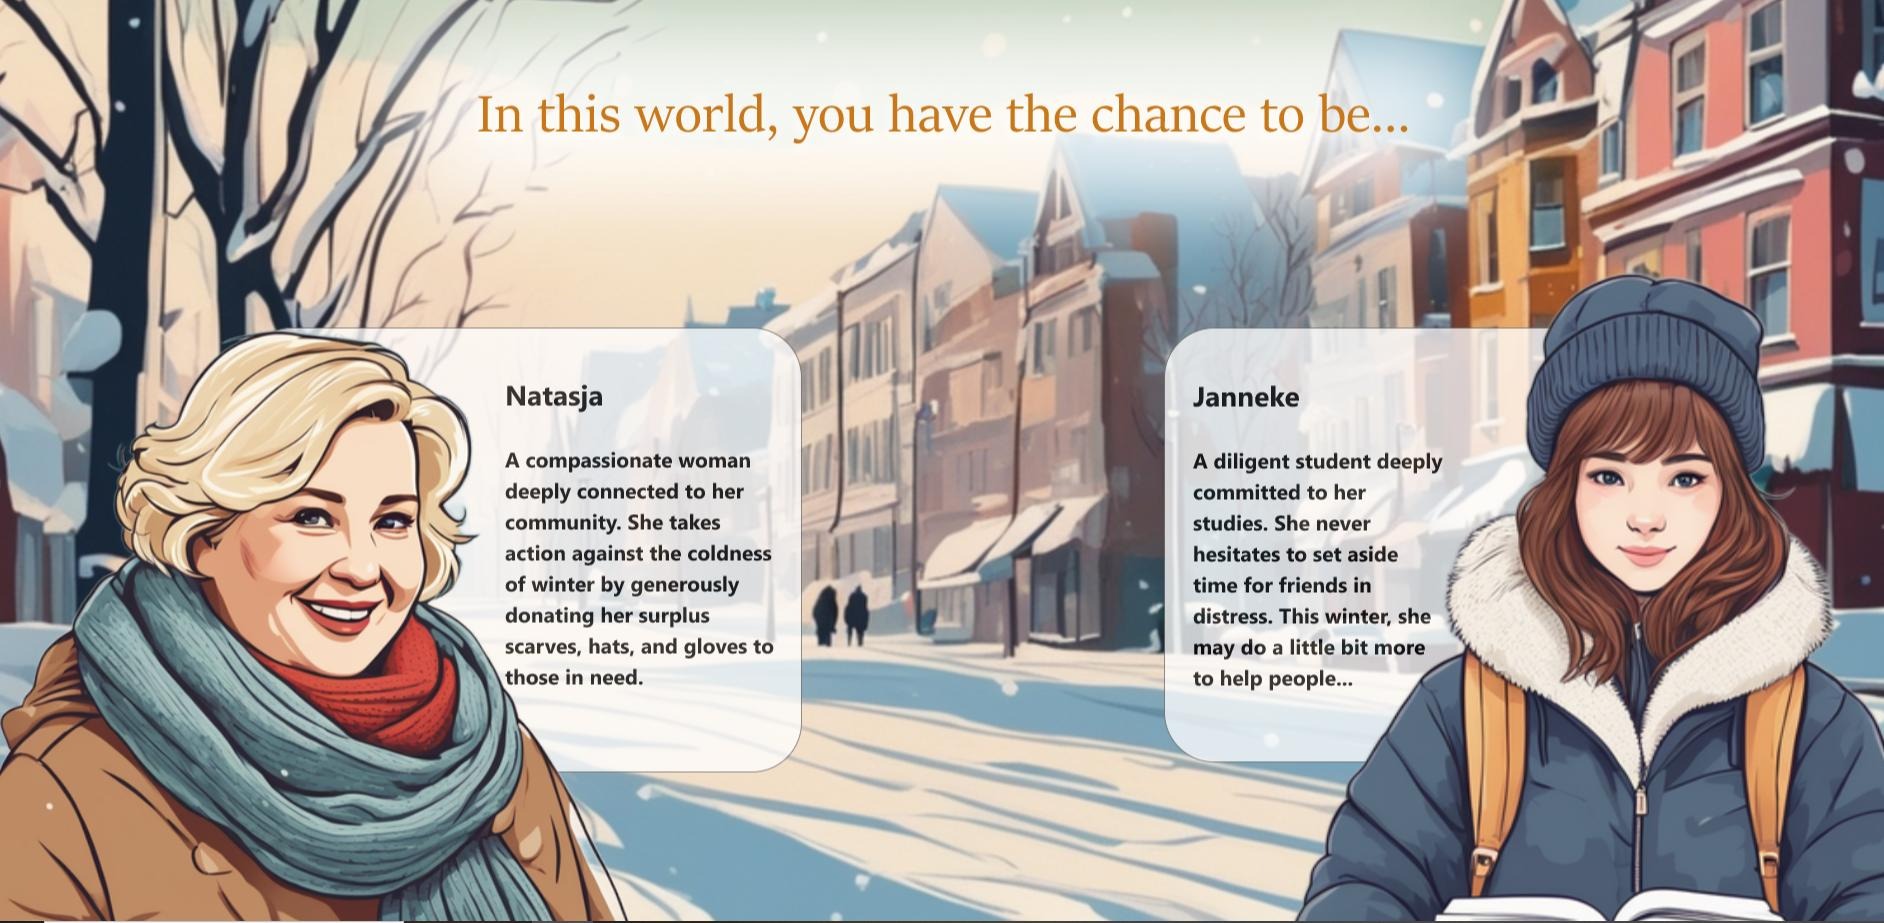 In this world, you have the chance to be...
Natasja
A compassionate woman
deeply connected to her
community. She takes
action against the coldness
of winter by generously
donating her surplus
scarves, hats, and gloves to
those in need.
Janneke
A diligent student deeply
committed to her
studies. She never
hesitates to set aside
time for friends in
distress. This winter, she
may do a little bit more
to help people...